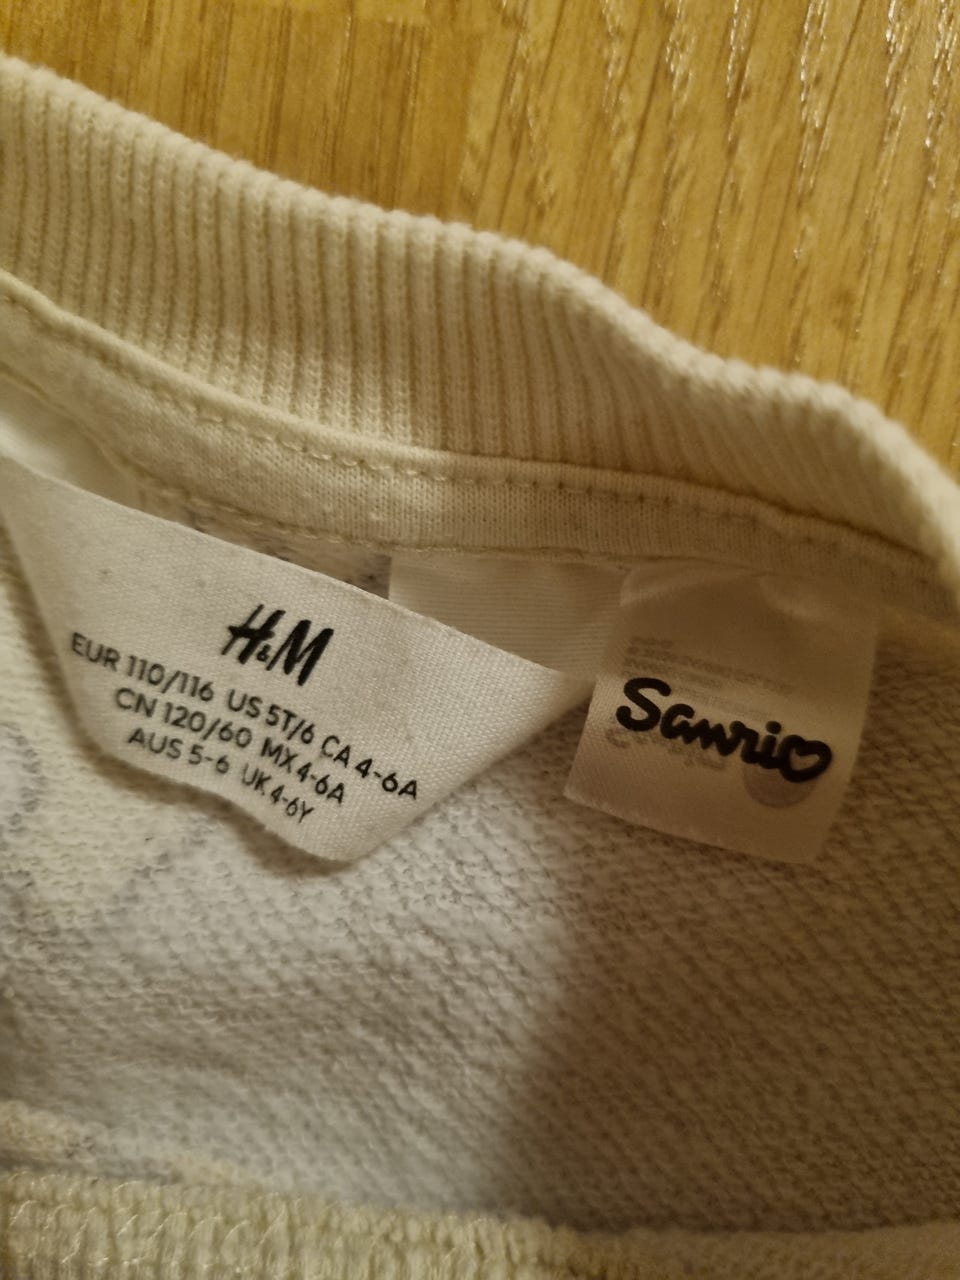 H&M
EUR 110/116 US 5T/6 CA 4-6A
CN 120/60 MX 4-6A
AUS 5-6 UK 4-6Y
Sanrio